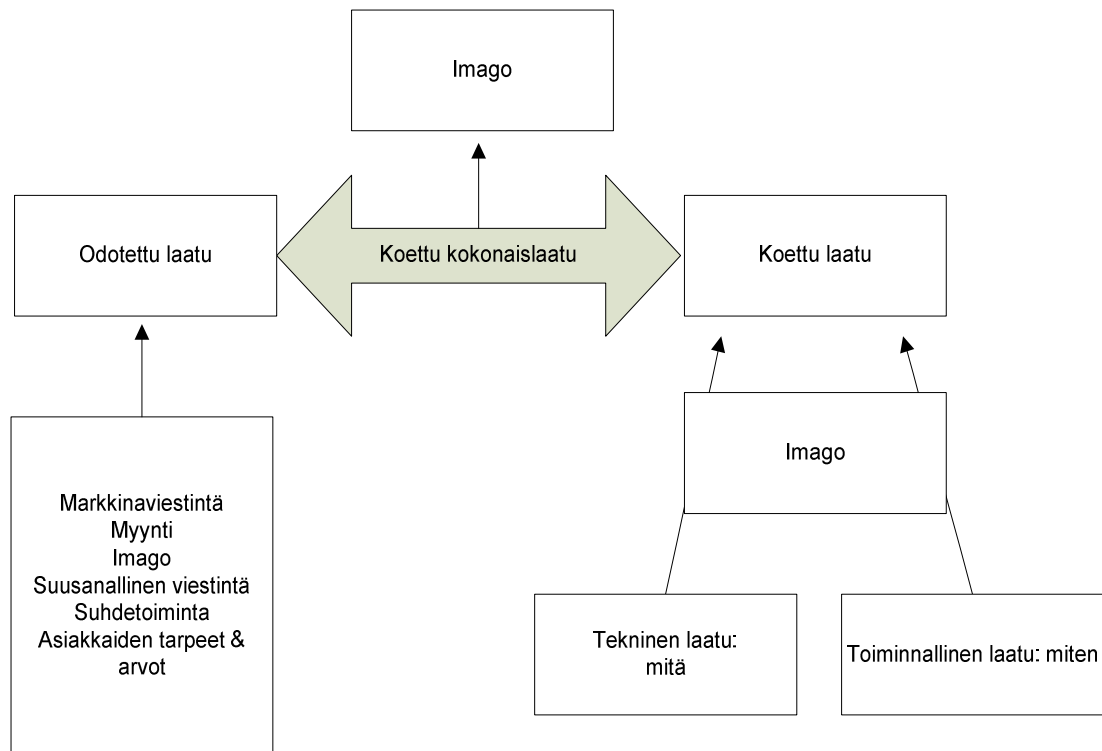 Imago
Odotettu laatu
Koettu kokonaislaatu
Koettu laatu
Markkinaviestintä
Myynti
Imago
Suusanallinen viestintä
Suhdetoiminta
Asiakkaiden tarpeet &
arvot
Imago
Tekninen laatu:
mitä
Toiminnallinen laatu: miten